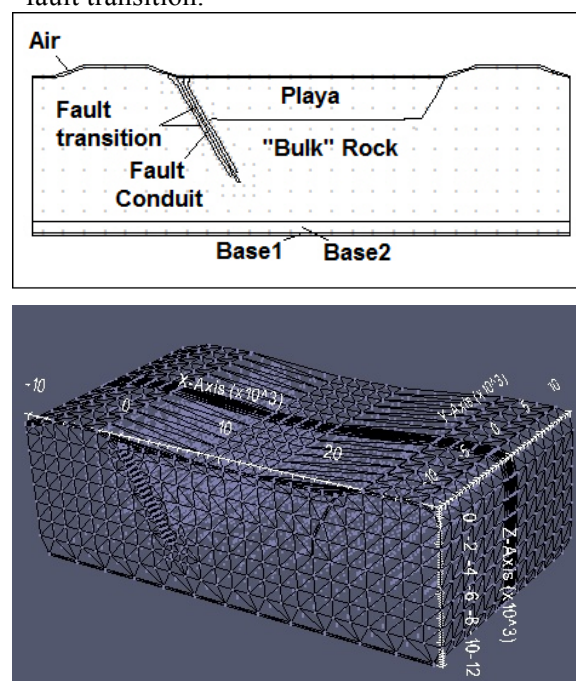 fault transition.
Air
Playa
Fault
transition
"Bulk" Rock
Fault
Conduit
Base1
Base2
-10
X-Axis (x10^3)
0
10
20
Y-Axis (x10^3)
10
5
0
-5
-10
0
-2
-4
-6
-8
-10
-12
Z-Axis (x10^3)